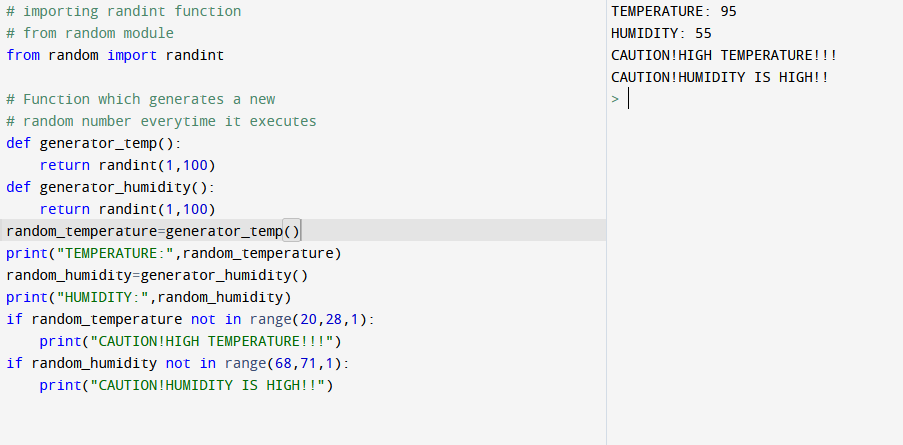 # importing randint function
# from random module
from random import randint
# Function which generates a new
# random number everytime it executes
def generator_temp():
    return randint(1,100)
def generator_humidity():
    return randint(1,100)
random_temperature=generator_temp()
print("TEMPERATURE:",random_temperature)
random_humidity=generator_humidity()
print("HUMIDITY:",random_humidity)
if random_temperature not in range(20,28,1):
    print("CAUTION!HIGH TEMPERATURE!!!")
if random_humidity not in range(68,71,1):
    print("CAUTION!HUMIDITY IS HIGH!!")
TEMPERATURE: 95
HUMIDITY: 55
CAUTION!HIGH TEMPERATURE!!!
CAUTION!HUMIDITY IS HIGH!!
>